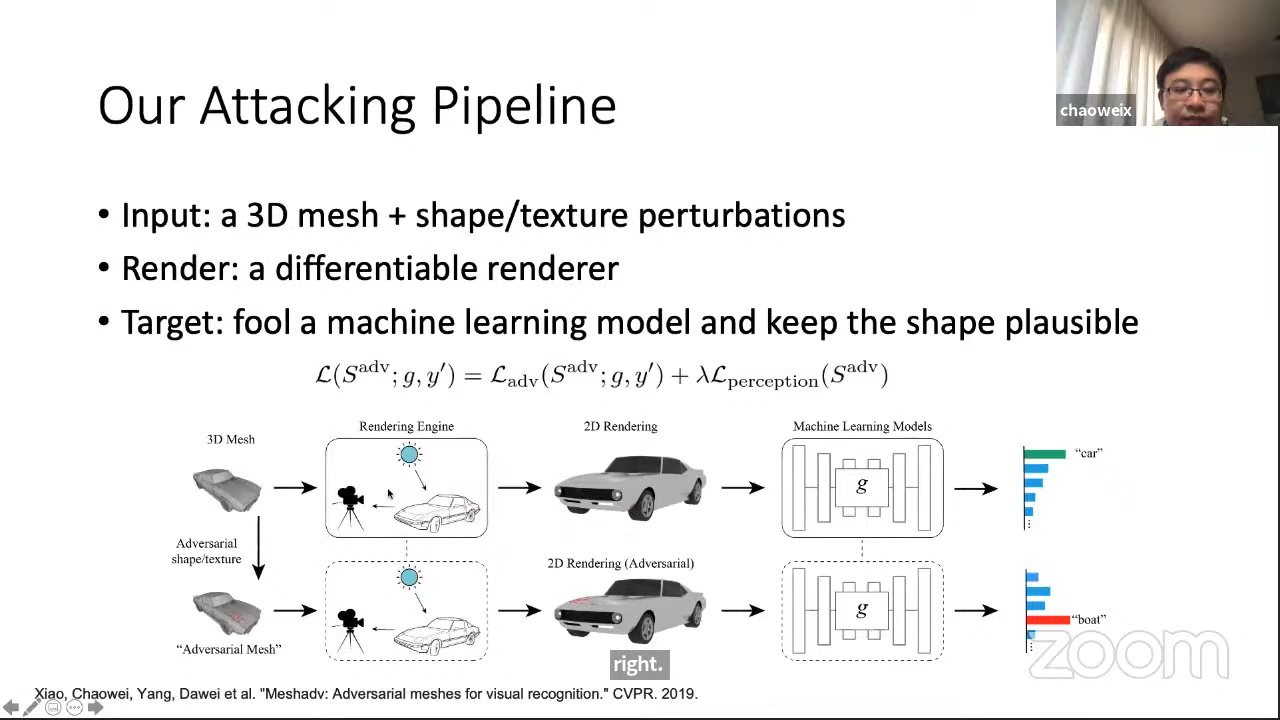 chaoweix
Our Attacking Pipeline
• Input: a 3D mesh + shape/texture perturbations
• Render: a differentiable renderer
• Target: fool a machine learning model and keep the shape plausible
ℒ(S^adv; g, y′) = ℒ_adv(S^adv; g, y′) + λℒ_perception(S^adv)
3D Mesh
Rendering Engine
2D Rendering
Machine Learning Models
g
“car”
Adversarial
shape/texture
2D Rendering (Adversarial)
g
“boat”
“Adversarial Mesh”
right.
zoom
Xiao, Chaowei, Yang, Dawei et al. "Meshadv: Adversarial meshes for visual recognition." CVPR. 2019.